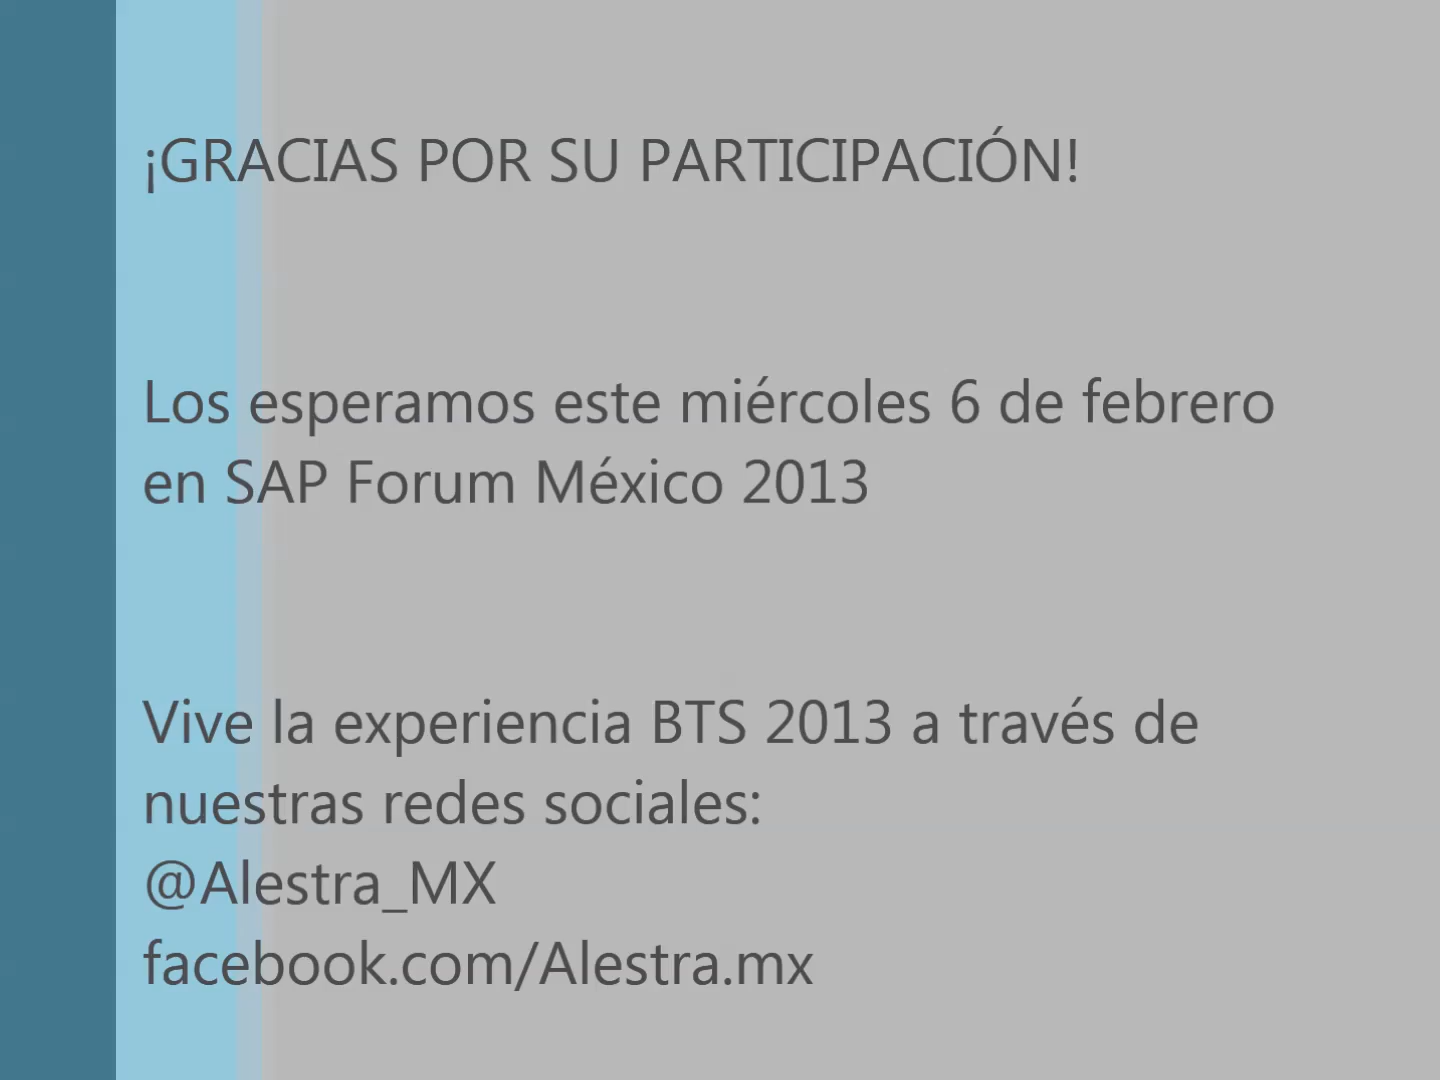 ¡GRACIAS POR SU PARTICIPACIÓN!
Los esperamos este miércoles 6 de febrero
en SAP Forum México 2013
Vive la experiencia BTS 2013 a través de
nuestras redes sociales:
@Alestra_MX
facebook.com/Alestra.mx